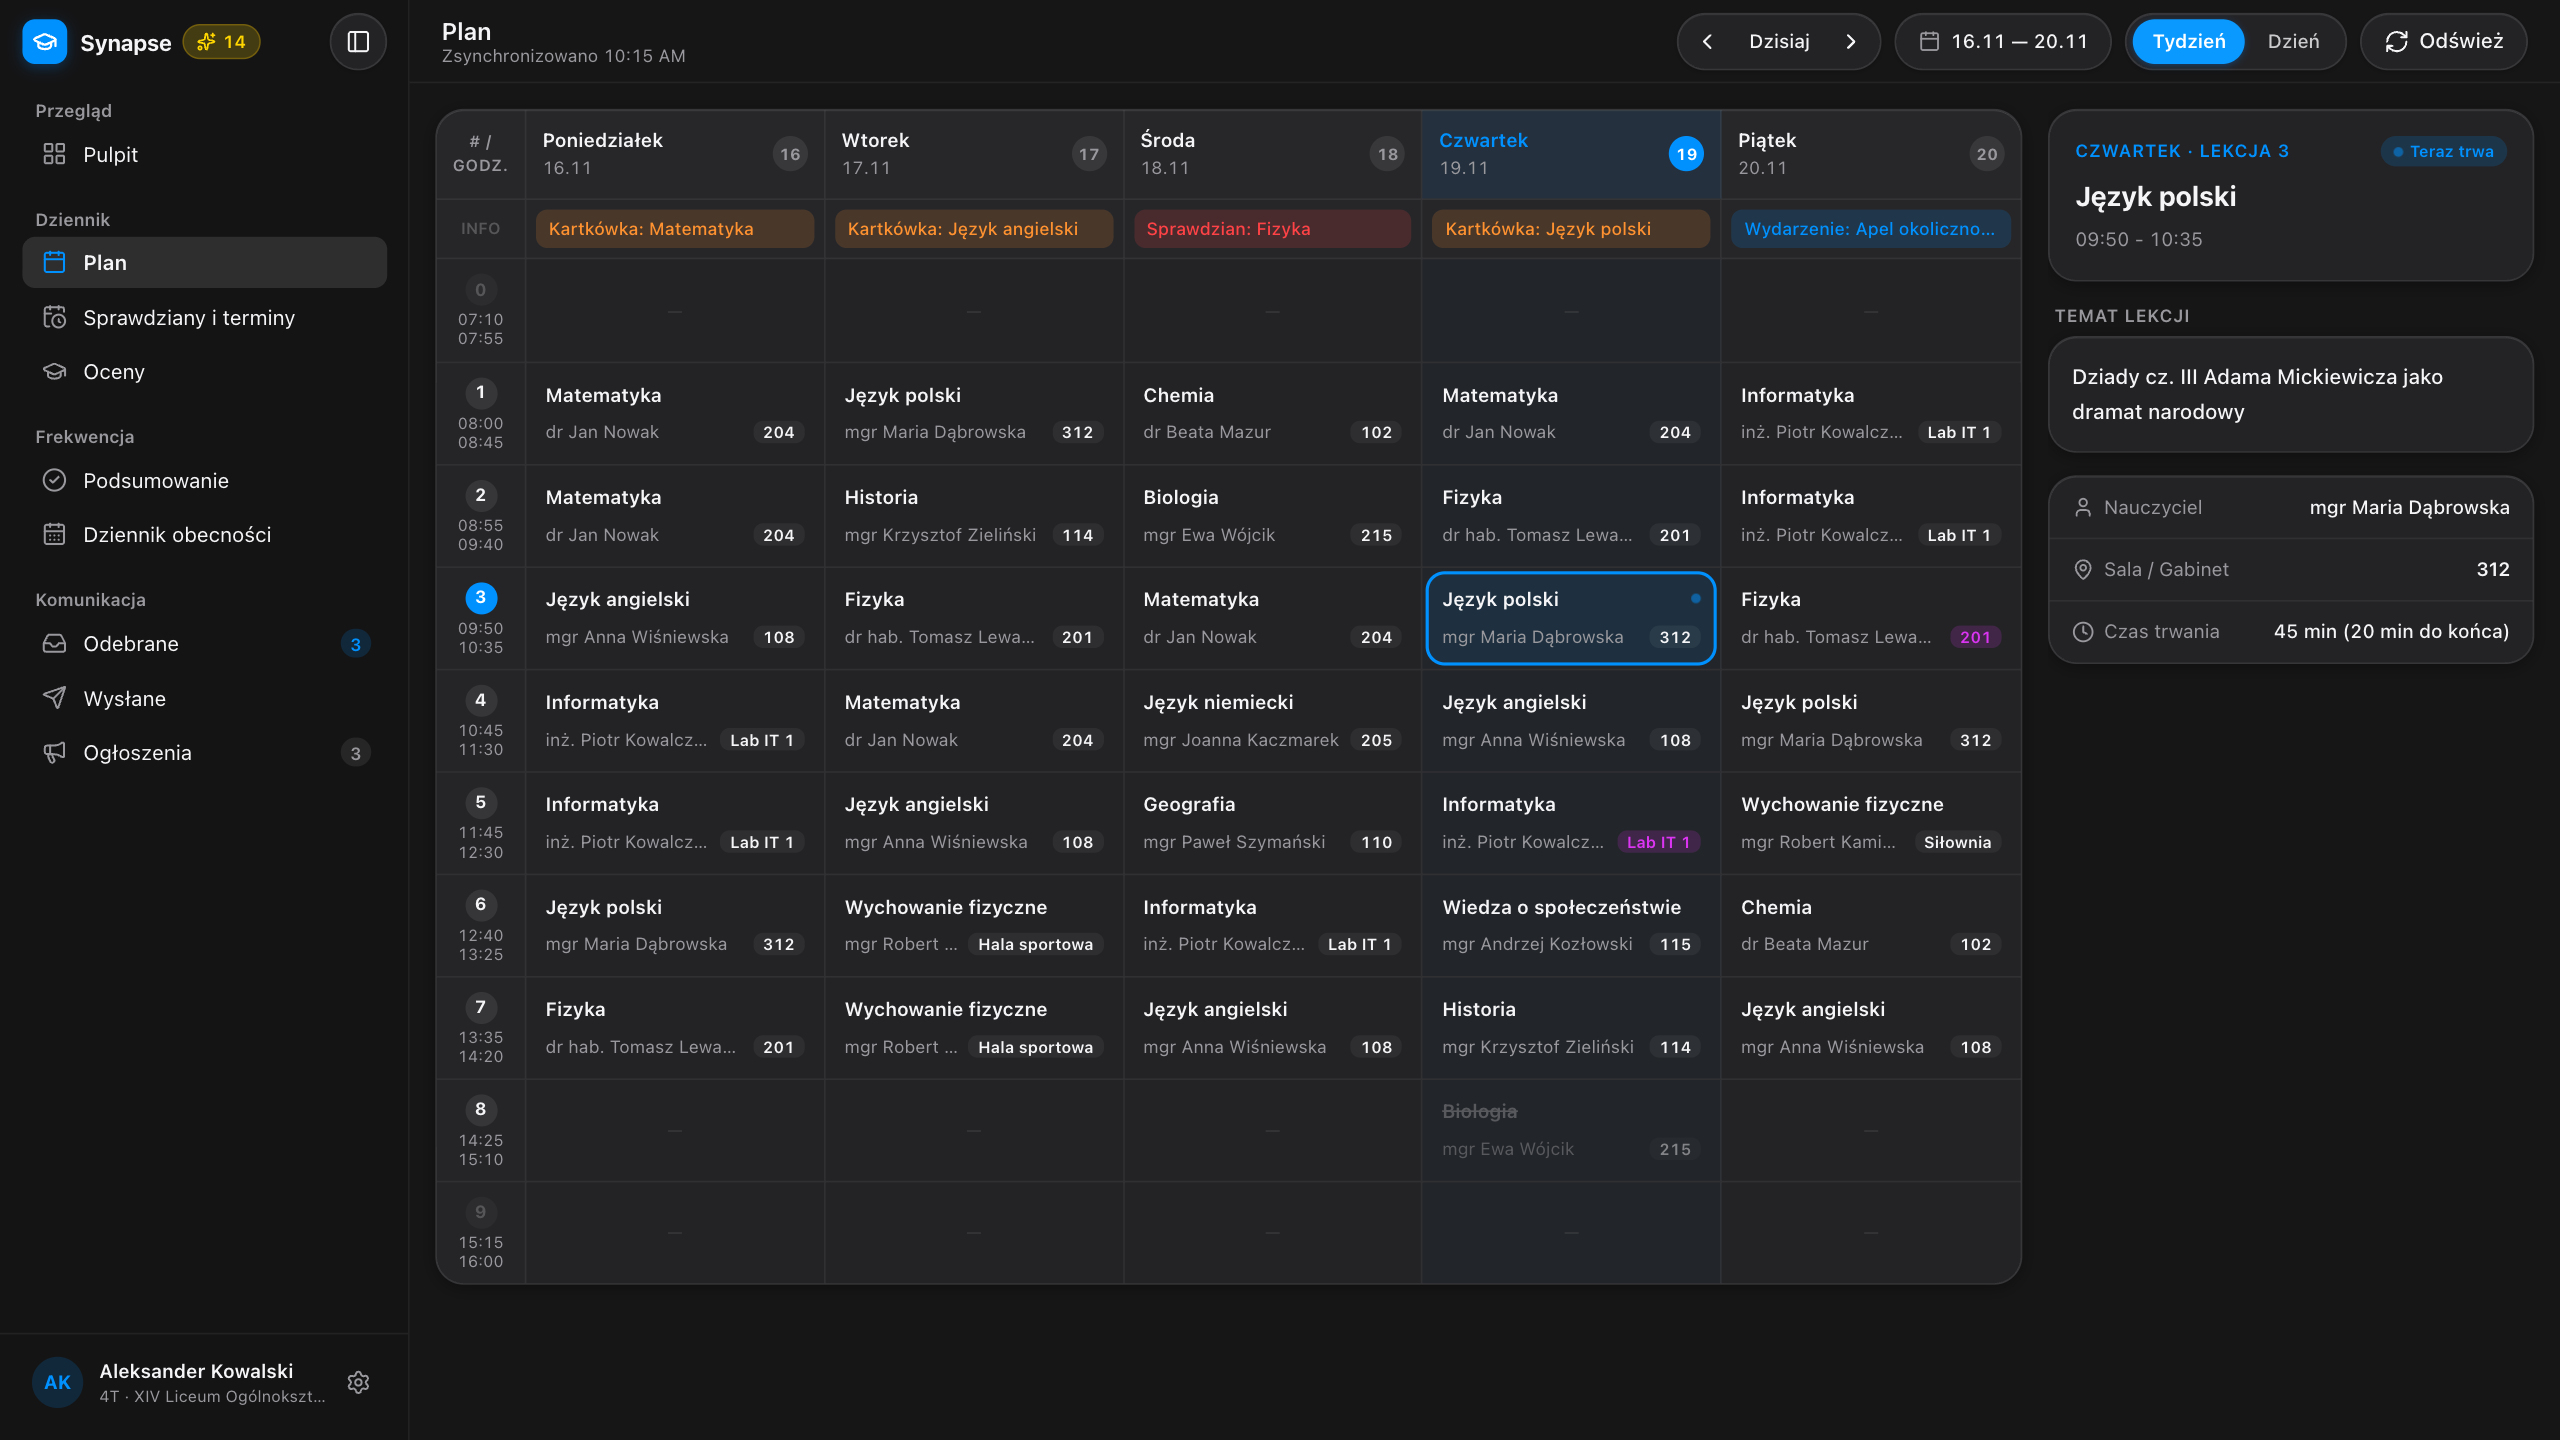 Synapse 14
Przegląd
Pulpit
Dziennik
Plan
Sprawdziany i terminy
Oceny
Frekwencja
Podsumowanie
Dziennik obecności
Komunikacja
Odebrane 3
Wysłane
Ogłoszenia 3
AK
Aleksander Kowalski
4T · XIV Liceum Ogólnokszt...
Plan
Zsynchronizowano 10:15 AM
Dzisiaj
16.11 — 20.11
Tydzień Dzień
Odśwież
# / GODZ.
Poniedziałek 16.11 16
Wtorek 17.11 17
Środa 18.11 18
Czwartek 19.11 19
Piątek 20.11 20
INFO
Kartkówka: Matematyka
Kartkówka: Język angielski
Sprawdzian: Fizyka
Kartkówka: Język polski
Wydarzenie: Apel okoliczno...
0 07:10 07:55
— — — — —
1 08:00 08:45
Matematyka
dr Jan Nowak 204
Język polski
mgr Maria Dąbrowska 312
Chemia
dr Beata Mazur 102
Matematyka
dr Jan Nowak 204
Informatyka
inż. Piotr Kowalcz... Lab IT 1
2 08:55 09:40
Matematyka
dr Jan Nowak 204
Historia
mgr Krzysztof Zieliński 114
Biologia
mgr Ewa Wójcik 215
Fizyka
dr hab. Tomasz Lewa... 201
Informatyka
inż. Piotr Kowalcz... Lab IT 1
3 09:50 10:35
Język angielski
mgr Anna Wiśniewska 108
Fizyka
dr hab. Tomasz Lewa... 201
Matematyka
dr Jan Nowak 204
Język polski
mgr Maria Dąbrowska 312
Fizyka
dr hab. Tomasz Lewa... 201
4 10:45 11:30
Informatyka
inż. Piotr Kowalcz... Lab IT 1
Matematyka
dr Jan Nowak 204
Język niemiecki
mgr Joanna Kaczmarek 205
Język angielski
mgr Anna Wiśniewska 108
Język polski
mgr Maria Dąbrowska 312
5 11:45 12:30
Informatyka
inż. Piotr Kowalcz... Lab IT 1
Język angielski
mgr Anna Wiśniewska 108
Geografia
mgr Paweł Szymański 110
Informatyka
inż. Piotr Kowalcz... Lab IT 1
Wychowanie fizyczne
mgr Robert Kami... Siłownia
6 12:40 13:25
Język polski
mgr Maria Dąbrowska 312
Wychowanie fizyczne
mgr Robert ... Hala sportowa
Informatyka
inż. Piotr Kowalcz... Lab IT 1
Wiedza o społeczeństwie
mgr Andrzej Kozłowski 115
Chemia
dr Beata Mazur 102
7 13:35 14:20
Fizyka
dr hab. Tomasz Lewa... 201
Wychowanie fizyczne
mgr Robert ... Hala sportowa
Język angielski
mgr Anna Wiśniewska 108
Historia
mgr Krzysztof Zieliński 114
Język angielski
mgr Anna Wiśniewska 108
8 14:25 15:10
— — —
Biologia
mgr Ewa Wójcik 215
—
9 15:15 16:00
— — — — —
CZWARTEK · LEKCJA 3
Teraz trwa
Język polski
09:50 - 10:35
TEMAT LEKCJI
Dziady cz. III Adama Mickiewicza jako
dramat narodowy
Nauczyciel mgr Maria Dąbrowska
Sala / Gabinet 312
Czas trwania 45 min (20 min do końca)